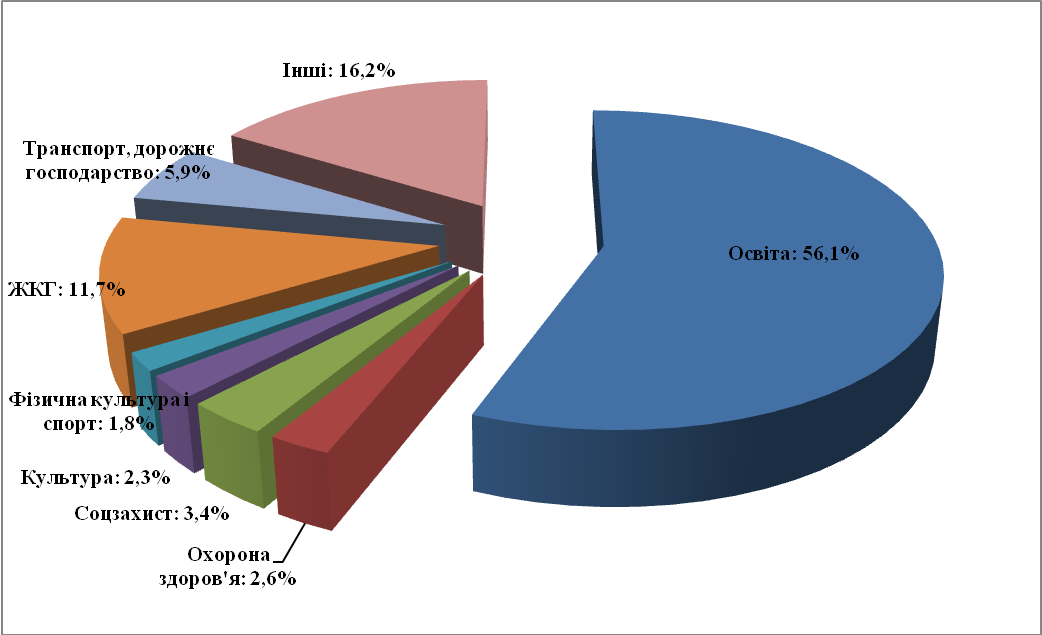 Інші: 16,2%
Транспорт, дорожнє
господарство: 5,9%
Освіта: 56,1%
ЖКГ: 11,7%
Фізична культура і
спорт: 1,8%
Культура: 2,3%
Соцзахист: 3,4%
Охорона
здоров'я: 2,6%